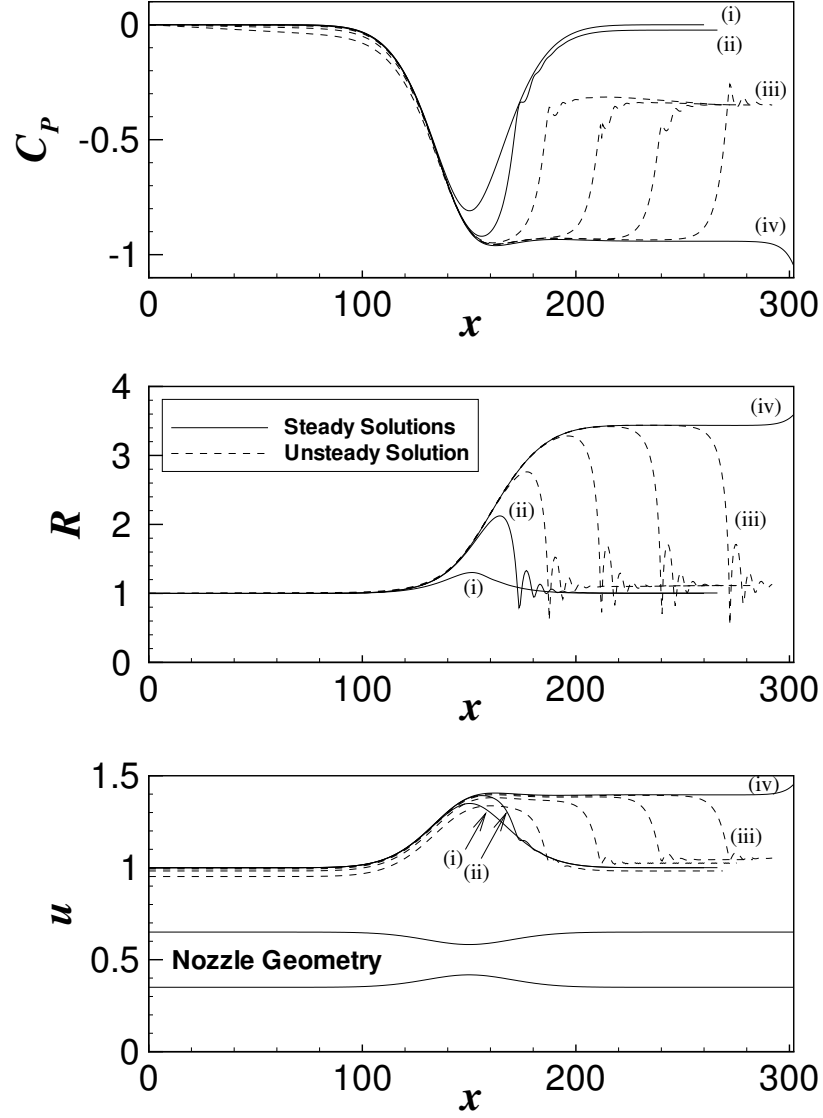 0
(i)
(ii)
(iii)
C_P
-0.5
-1
(iv)
0 100 200 300
x
4
(iv)
Steady Solutions
Unsteady Solution
3
R
2
(ii)
(iii)
1
(i)
0
0 100 200 300
x
1.5
(iv)
(iii)
1
(i)
(ii)
u
0.5
Nozzle Geometry
0
0 100 200 300
x